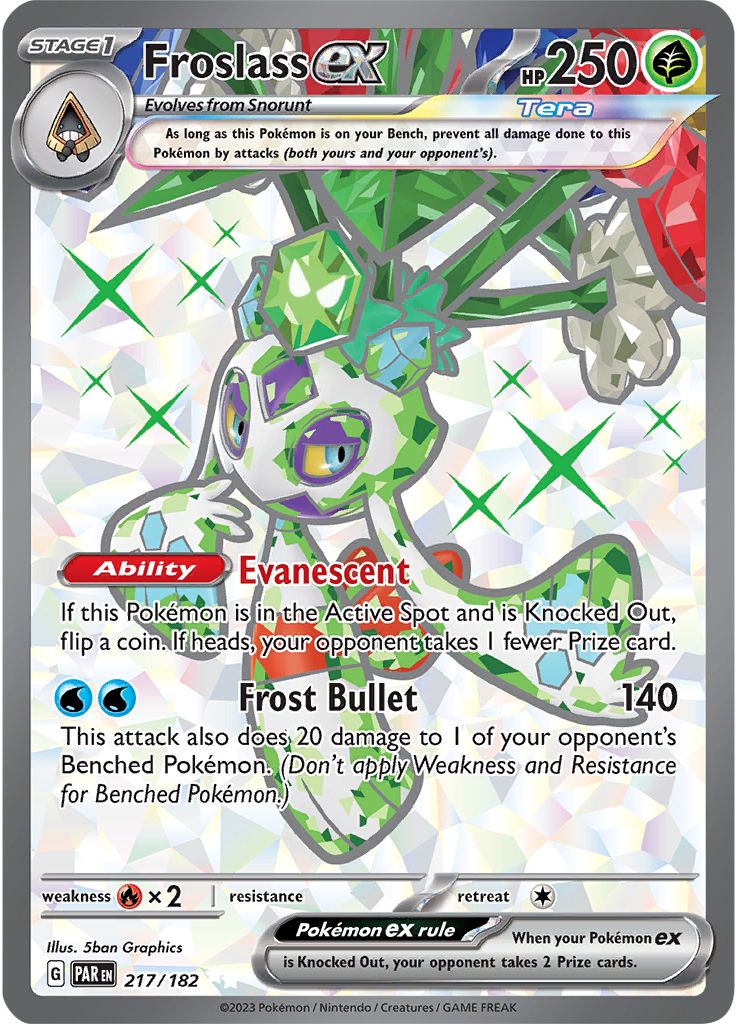 STAGE1 Froslass ex HP 250
Evolves from Snorunt
Tera
As long as this Pokémon is on your Bench, prevent all damage done to this
Pokémon by attacks (both yours and your opponent's).
Ability Evanescent
If this Pokémon is in the Active Spot and is Knocked Out,
flip a coin. If heads, your opponent takes 1 fewer Prize card.
Frost Bullet 140
This attack also does 20 damage to 1 of your opponent's
Benched Pokémon. (Don't apply Weakness and Resistance
for Benched Pokémon.)
weakness ×2 resistance retreat
Illus. 5ban Graphics
Pokémon ex rule When your Pokémon ex
is Knocked Out, your opponent takes 2 Prize cards.
G PAR EN 217/182
©2023 Pokémon / Nintendo / Creatures / GAME FREAK